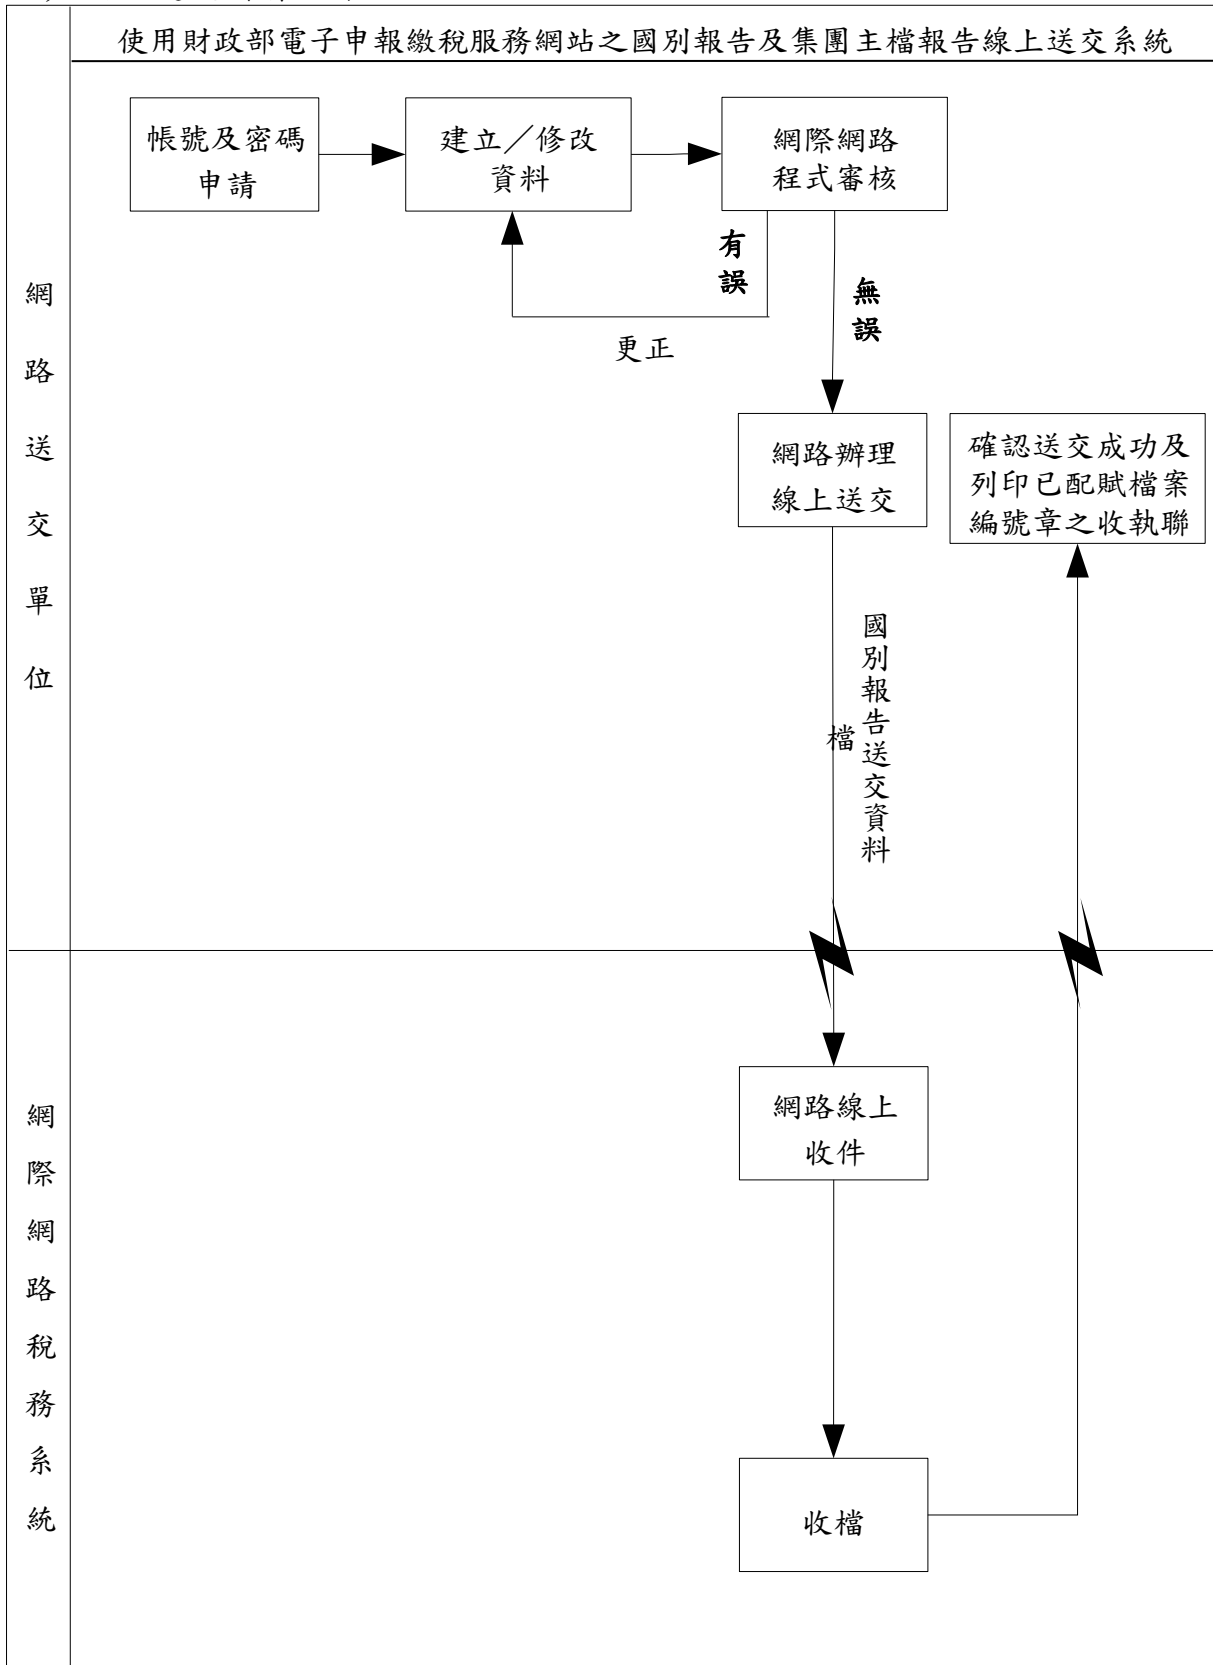 使用財政部電子申報繳稅服務網站之國別報告及集團主檔報告線上送交系統
帳號及密碼
申請
建立／修改
資料
網際網路
程式審核
有誤
無誤
更正
網路送交單位
網路辦理
線上送交
確認送交成功及
列印已配賦檔案
編號章之收執聯
國別報告送交資料
檔
網路線上
收件
網際網路稅務系統
收檔